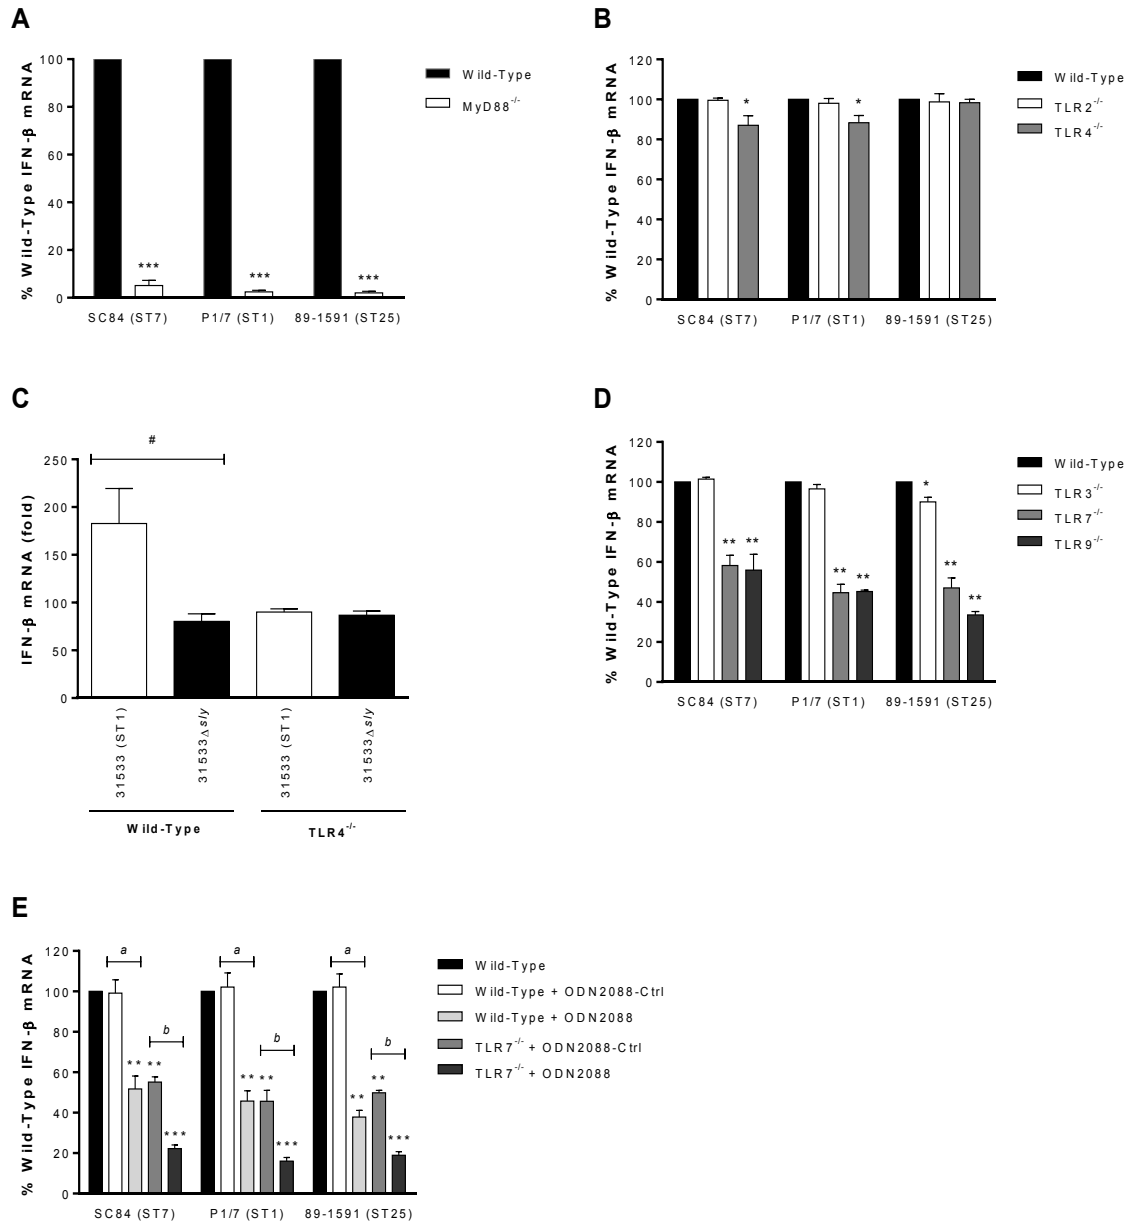 A
% Wild-Type IFN-β mRNA
100
80
60
40
20
0
***
***
***
SC84 (ST7)
P1/7 (ST1)
89-1591 (ST25)
Wild-Type
MyD88-/-
B
% Wild-Type IFN-β mRNA
120
100
80
60
40
20
0
*
*
SC84 (ST7)
P1/7 (ST1)
89-1591 (ST25)
Wild-Type
TLR2-/-
TLR4-/-
C
IFN-β mRNA (fold)
250
200
150
100
50
0
#
31533 (ST1)
31533Δsly
31533 (ST1)
31533Δsly
Wild-Type
TLR4-/-
D
% Wild-Type IFN-β mRNA
120
100
80
60
40
20
0
** **
** **
*
**
**
SC84 (ST7)
P1/7 (ST1)
89-1591 (ST25)
Wild-Type
TLR3-/-
TLR7-/-
TLR9-/-
E
% Wild-Type IFN-β mRNA
120
100
80
60
40
20
0
a
a
a
b
b
b
** **
***
** **
***
**
**
***
SC84 (ST7)
P1/7 (ST1)
89-1591 (ST25)
Wild-Type
Wild-Type + ODN2088-Ctrl
Wild-Type + ODN2088
TLR7-/- + ODN2088-Ctrl
TLR7-/- + ODN2088